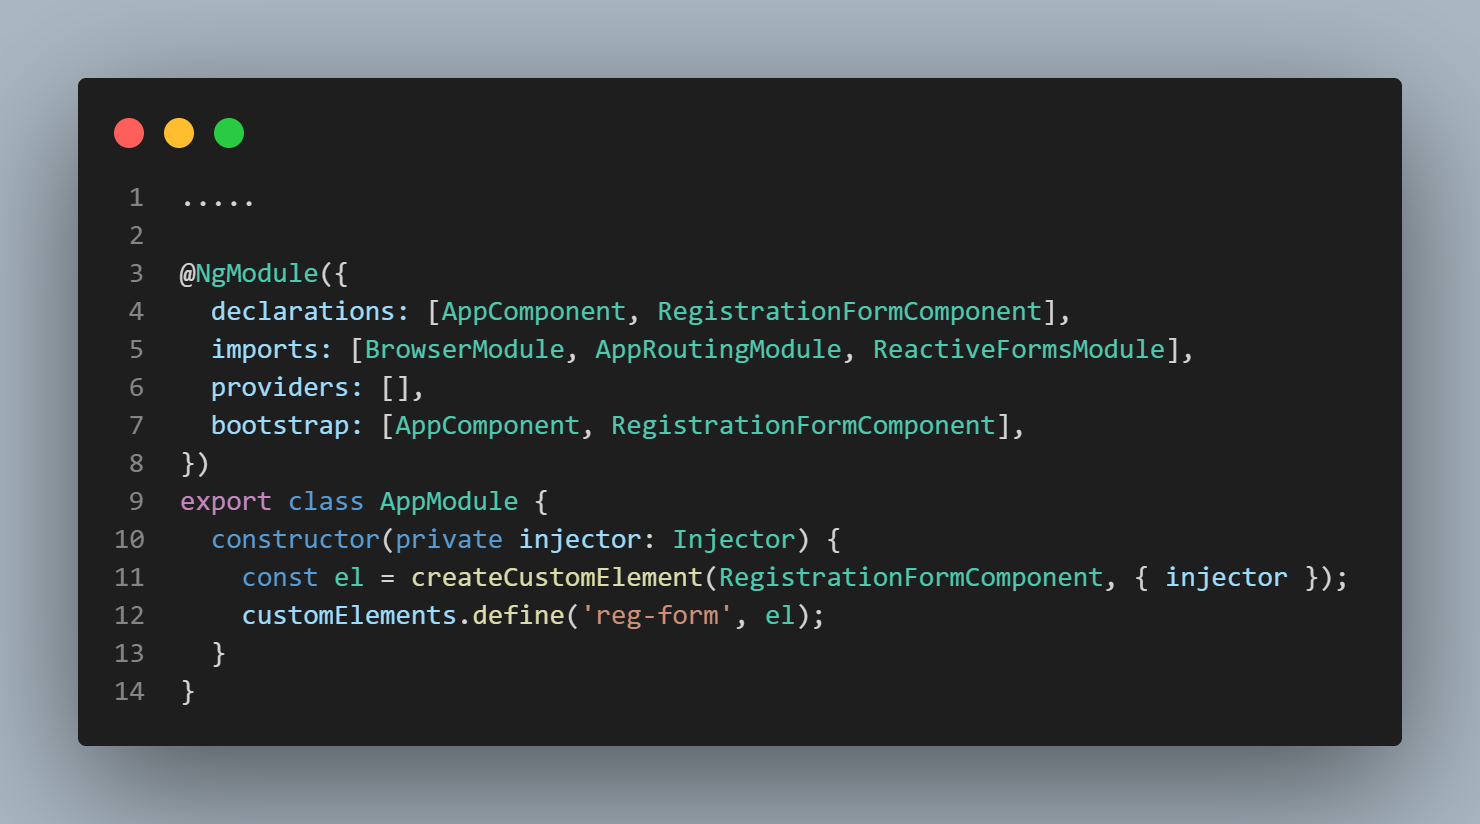 1 .....
2
3 @NgModule({
4   declarations: [AppComponent, RegistrationFormComponent],
5   imports: [BrowserModule, AppRoutingModule, ReactiveFormsModule],
6   providers: [],
7   bootstrap: [AppComponent, RegistrationFormComponent],
8 })
9 export class AppModule {
10   constructor(private injector: Injector) {
11     const el = createCustomElement(RegistrationFormComponent, { injector });
12     customElements.define('reg-form', el);
13   }
14 }